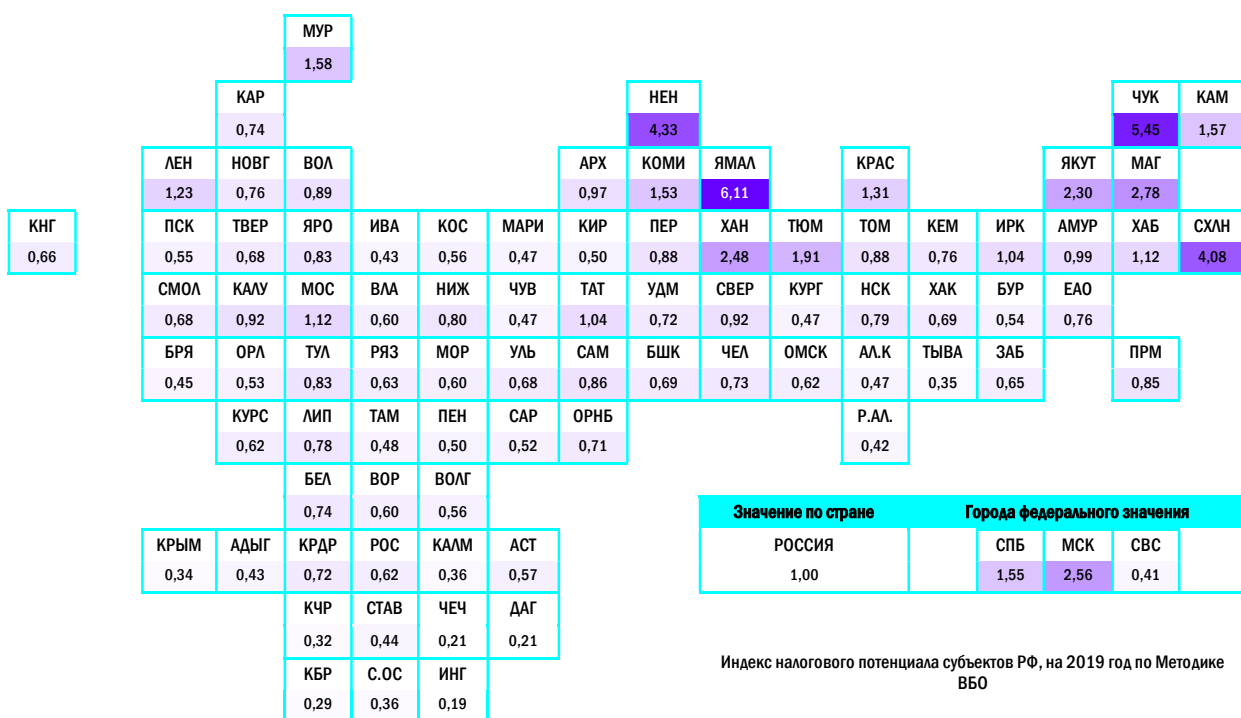 МУР
1,58
КАР НЕН ЧУК КАМ
0,74 4,33 5,45 1,57
ЛЕН НОВГ ВОЛ АРХ КОМИ ЯМАЛ КРАС ЯКУТ МАГ
1,23 0,76 0,89 0,97 1,53 6,11 1,31 2,30 2,78
КНГ ПСК ТВЕР ЯРО ИВА КОС МАРИ КИР ПЕР ХАН ТЮМ ТОМ КЕМ ИРК АМУР ХАБ СХЛН
0,66 0,55 0,68 0,83 0,43 0,56 0,47 0,50 0,88 2,48 1,91 0,88 0,76 1,04 0,99 1,12 4,08
СМОЛ КАЛУ МОС ВЛА НИЖ ЧУВ ТАТ УДМ СВЕР КУРГ НСК ХАК БУР ЕАО
0,68 0,92 1,12 0,60 0,80 0,47 1,04 0,72 0,92 0,47 0,79 0,69 0,54 0,76
БРЯ ОРЛ ТУЛ РЯЗ МОР УЛЬ САМ БШК ЧЕЛ ОМСК АЛ.К ТЫВА ЗАБ ПРМ
0,45 0,53 0,83 0,63 0,60 0,68 0,86 0,69 0,73 0,62 0,47 0,35 0,65 0,85
КУРС ЛИП ТАМ ПЕН САР ОРНБ Р.АЛ.
0,62 0,78 0,48 0,50 0,52 0,71 0,42
БЕЛ ВОР ВОЛГ
0,74 0,60 0,56
Значение по стране Города федерального значения
КРЫМ АДЫГ КРДР РОС КАЛМ АСТ РОССИЯ СПБ МСК СВС
0,34 0,43 0,72 0,62 0,36 0,57 1,00 1,55 2,56 0,41
КЧР СТАВ ЧЕЧ ДАГ
0,32 0,44 0,21 0,21
КБР С.ОС ИНГ
0,29 0,36 0,19
Индекс налогового потенциала субъектов РФ, на 2019 год по Методике
ВБО